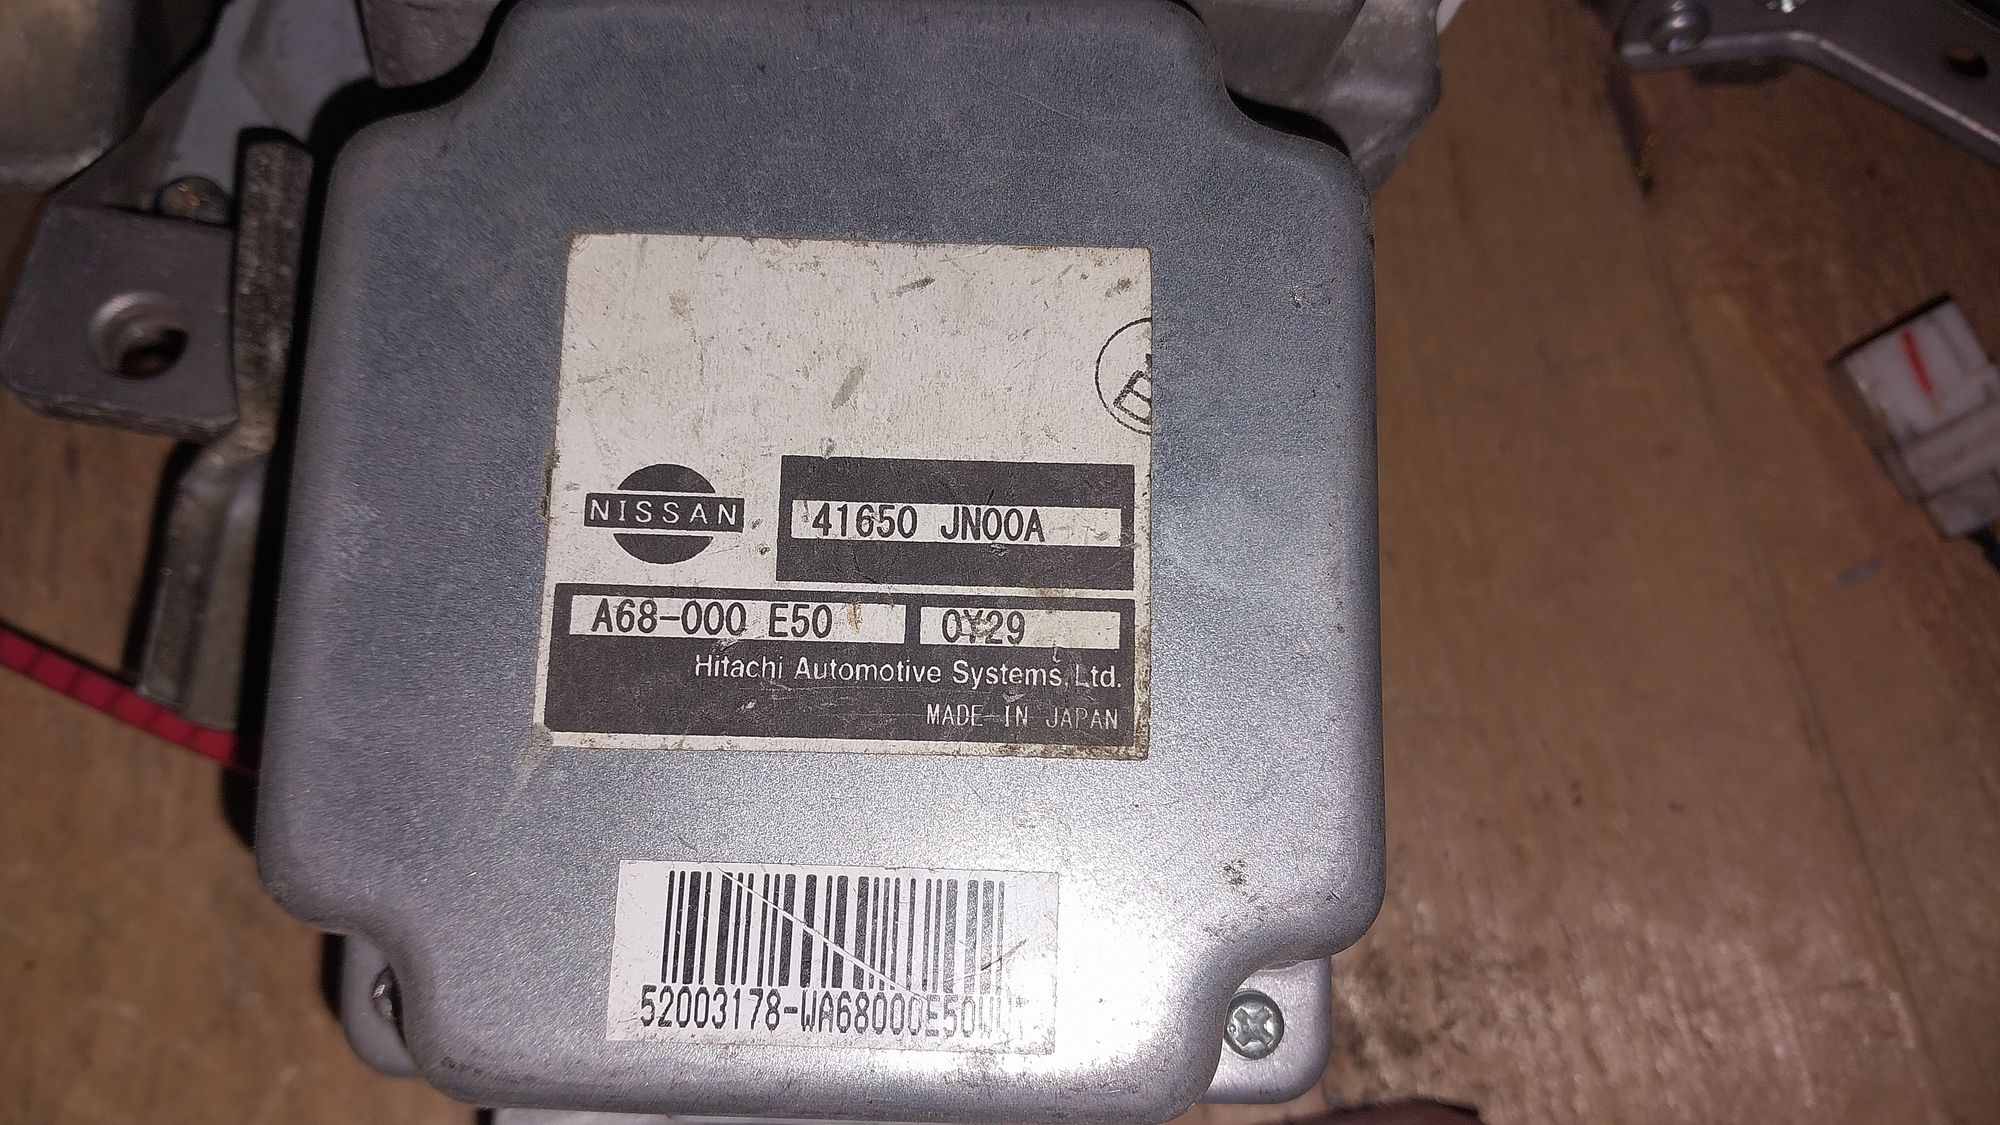 NISSAN
41650 JN00A
A68-000 E50
0Y29
Hitachi Automotive Systems, Ltd.
MADE IN JAPAN
52003178-WA68000E50